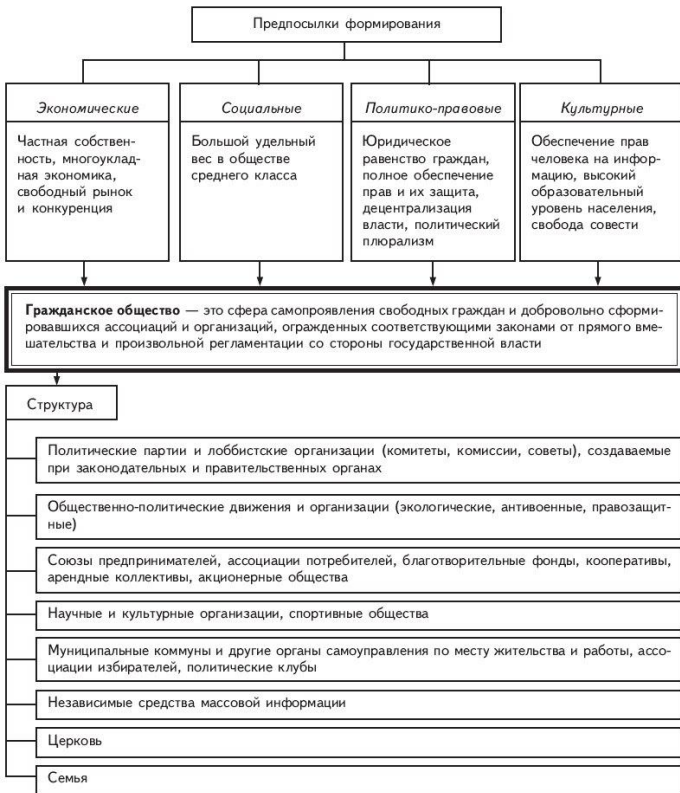 Предпосылки формирования
Экономические
Частная собствен-
ность, многоуклад-
ная экономика,
свободный рынок
и конкуренция
Социальные
Большой удельный
вес в обществе
среднего класса
Политико-правовые
Юридическое
равенство граждан,
полное обеспечение
прав и их защита,
децентрализация
власти, политический
плюрализм
Культурные
Обеспечение прав
человека на инфор-
мацию, высокий
образовательный
уровень населения,
свобода совести
Гражданское общество — это сфера самопроявления свободных граждан и добровольно сформи-
ровавшихся ассоциаций и организаций, огражденных соответствующими законами от прямого вме-
шательства и произвольной регламентации со стороны государственной власти
Структура
Политические партии и лоббистские организации (комитеты, комиссии, советы), создаваемые
при законодательных и правительственных органах
Общественно-политические движения и организации (экологические, антивоенные, правозащит-
ные)
Союзы предпринимателей, ассоциации потребителей, благотворительные фонды, кооперативы,
арендные коллективы, акционерные общества
Научные и культурные организации, спортивные общества
Муниципальные коммуны и другие органы самоуправления по месту жительства и работы, ассо-
циации избирателей, политические клубы
Независимые средства массовой информации
Церковь
Семья